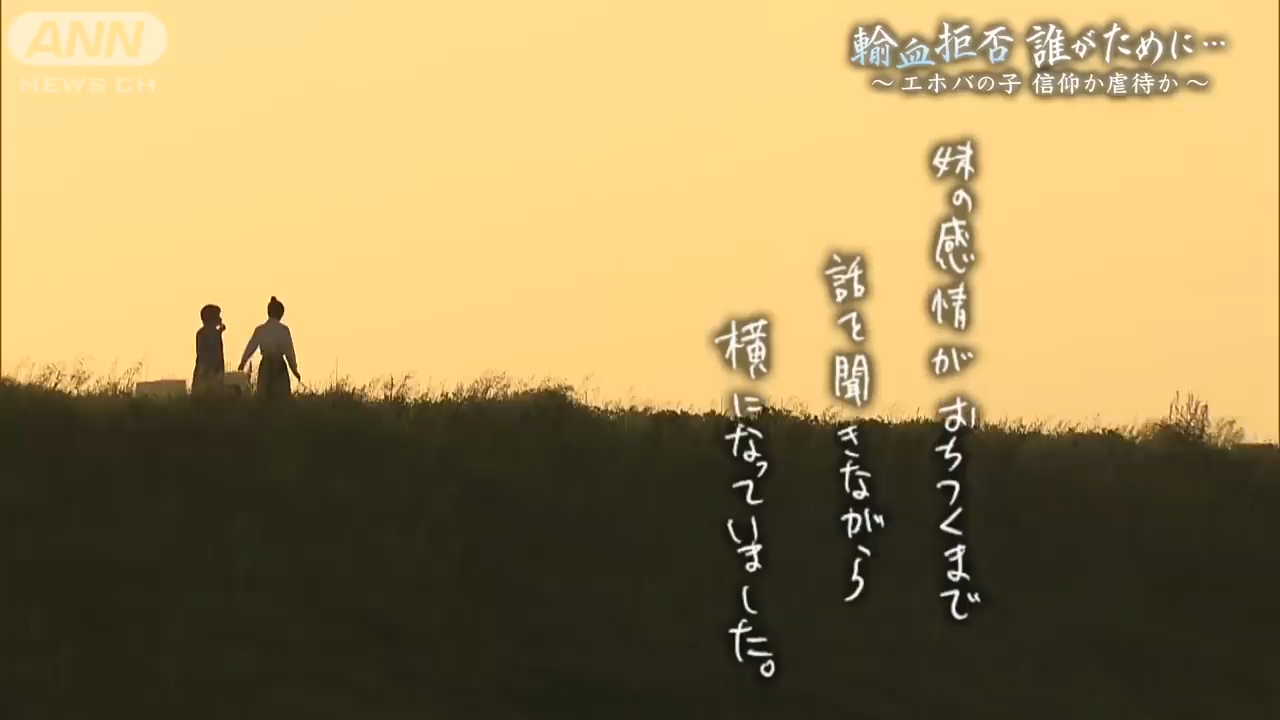 ANN
NEWS CH
輸血拒否 誰がために…
～エホバの子 信仰か虐待か～
妹の感情がおちつくまで
話を聞きながら
横になっていました。